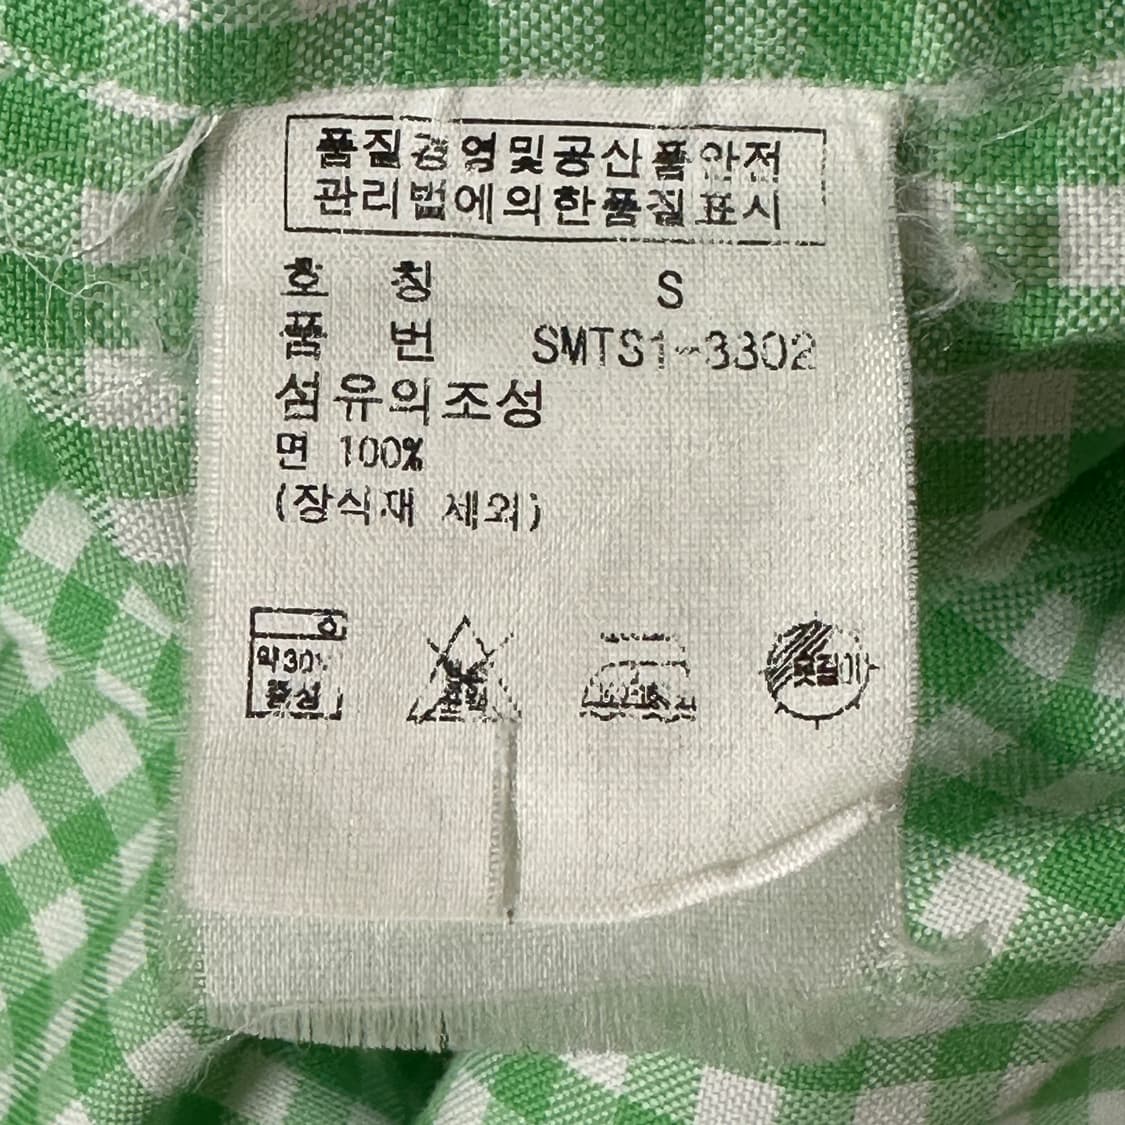 품질경영및공산품안전
관리법에의한품질표시
호 칭 S
품 번 SMTS1-3302
섬유의조성
면 100%
(장식재 제외)
약30℃
중성
옷걸이